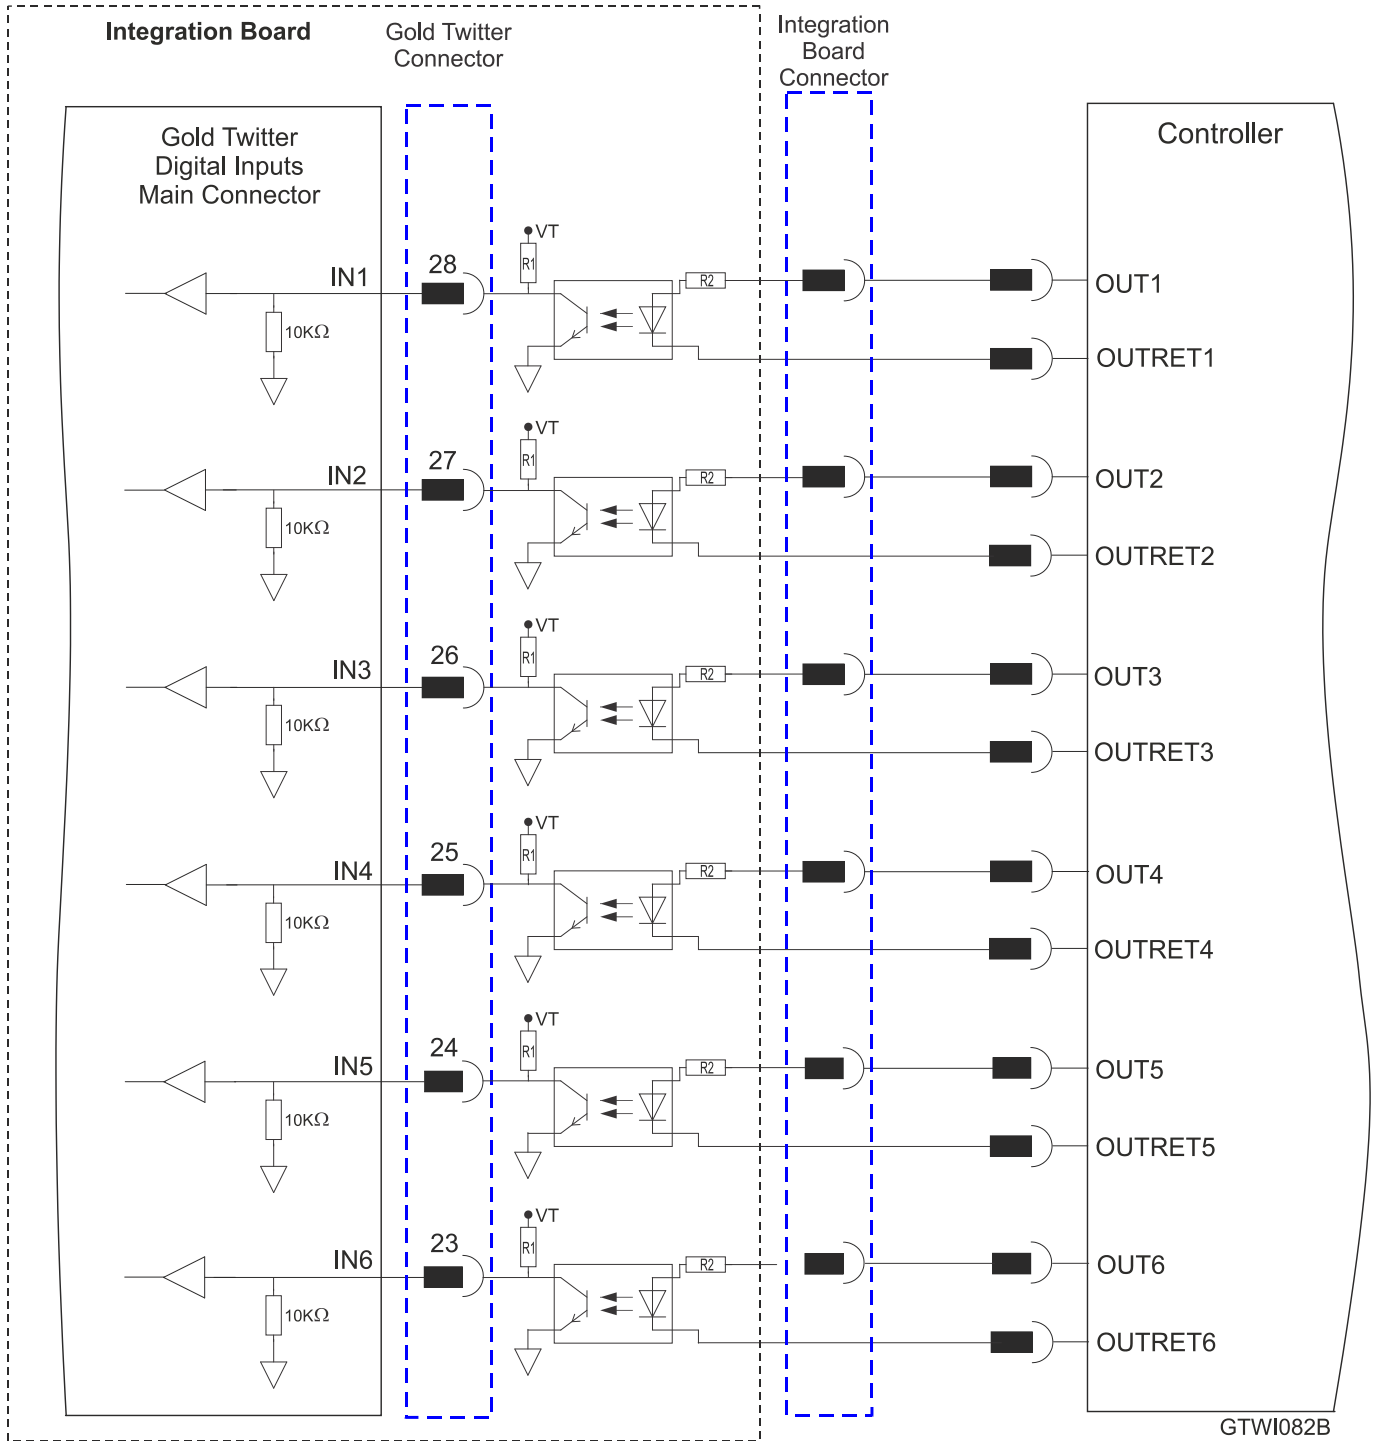 Integration Board
Gold Twitter
Connector
Integration
Board
Connector
Gold Twitter
Digital Inputs
Main Connector
Controller
VT
R1
28
IN1
10KΩ
R2
OUT1
OUTRET1
VT
R1
27
IN2
10KΩ
R2
OUT2
OUTRET2
VT
R1
26
IN3
10KΩ
R2
OUT3
OUTRET3
VT
R1
25
IN4
10KΩ
R2
OUT4
OUTRET4
VT
R1
24
IN5
10KΩ
R2
OUT5
OUTRET5
VT
R1
23
IN6
10KΩ
R2
OUT6
OUTRET6
GTWI082B